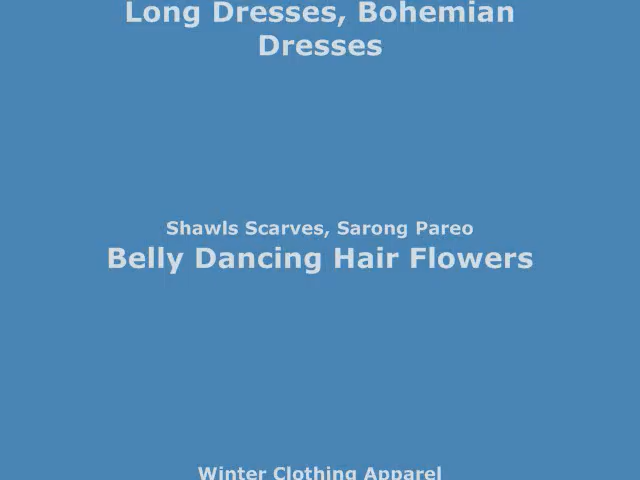 Long Dresses, Bohemian
Dresses
Shawls Scarves, Sarong Pareo
Belly Dancing Hair Flowers
Winter Clothing Apparel